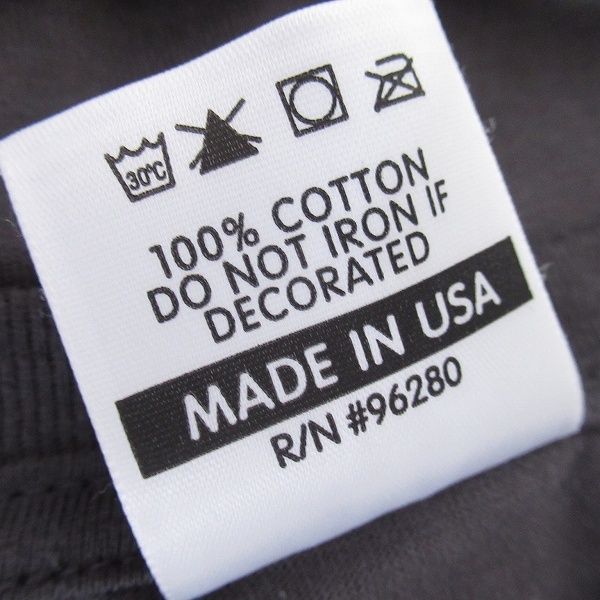 30°C
100% COTTON
DO NOT IRON IF
DECORATED
MADE IN USA
R/N #96280